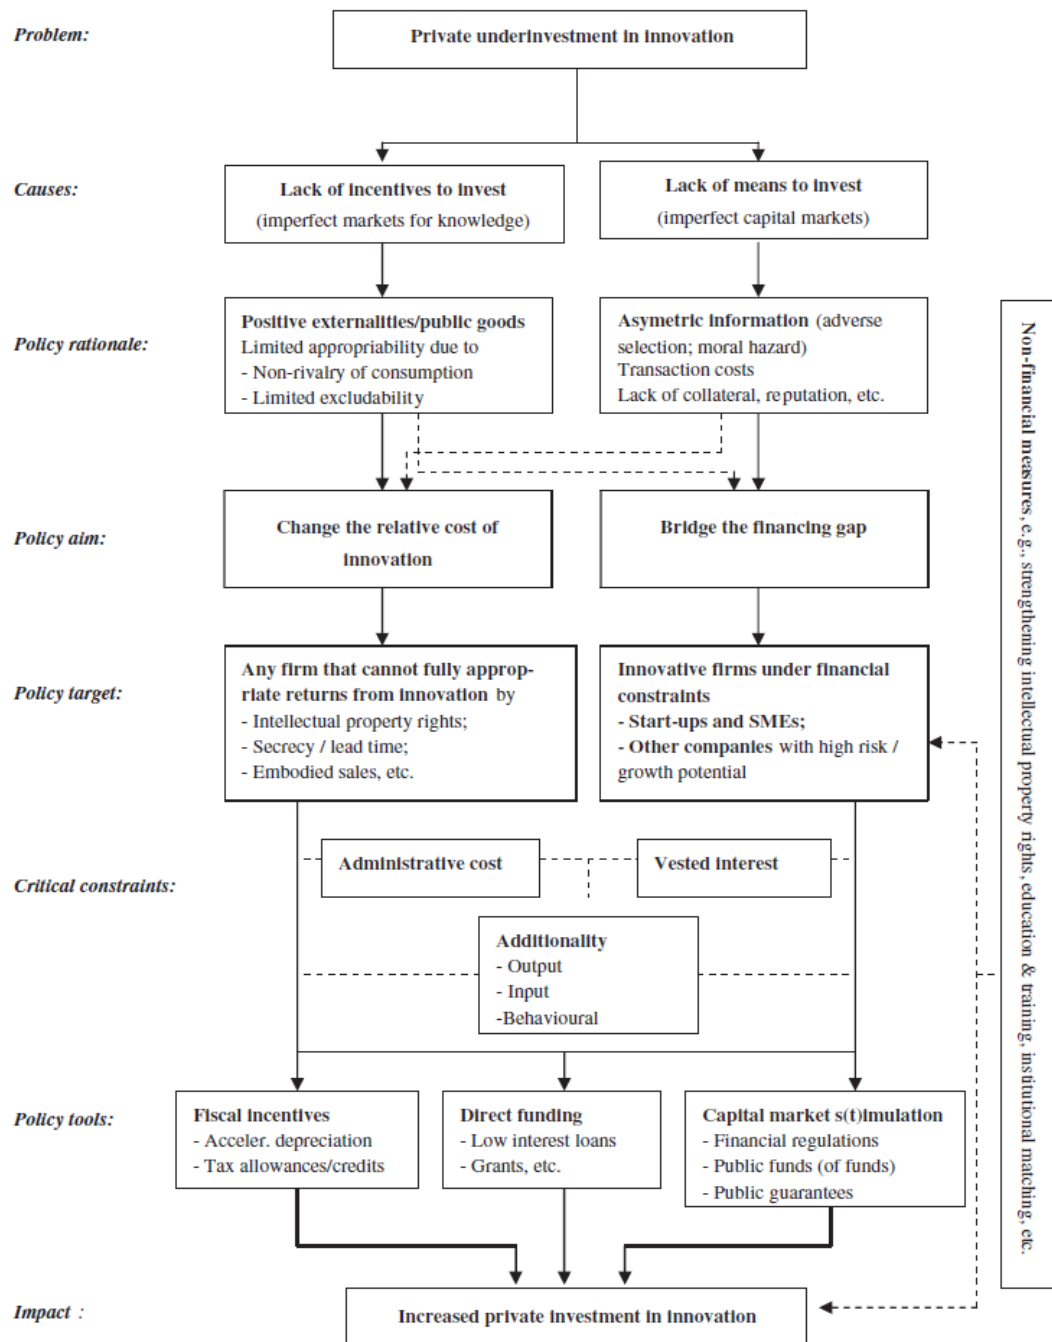 Problem:
Private underinvestment in innovation
Causes:
Lack of incentives to invest
(imperfect markets for knowledge)
Lack of means to invest
(imperfect capital markets)
Policy rationale:
Positive externalities/public goods
Limited appropriability due to
- Non-rivalry of consumption
- Limited excludability
Asymetric information (adverse
selection; moral hazard)
Transaction costs
Lack of collateral, reputation, etc.
Policy aim:
Change the relative cost of
innovation
Bridge the financing gap
Policy target:
Any firm that cannot fully approp-
riate returns from innovation by
- Intellectual property rights;
- Secrecy / lead time;
- Embodied sales, etc.
Innovative firms under financial
constraints
- Start-ups and SMEs;
- Other companies with high risk /
growth potential
Critical constraints:
Administrative cost
Vested interest
Additionality
- Output
- Input
-Behavioural
Policy tools:
Fiscal incentives
- Acceler. depreciation
- Tax allowances/credits
Direct funding
- Low interest loans
- Grants, etc.
Capital market s(t)imulation
- Financial regulations
- Public funds (of funds)
- Public guarantees
Impact :
Increased private investment in innovation
Non-financial measures, e.g., strengthening intellectual property rights, education & training, institutional matching, etc.